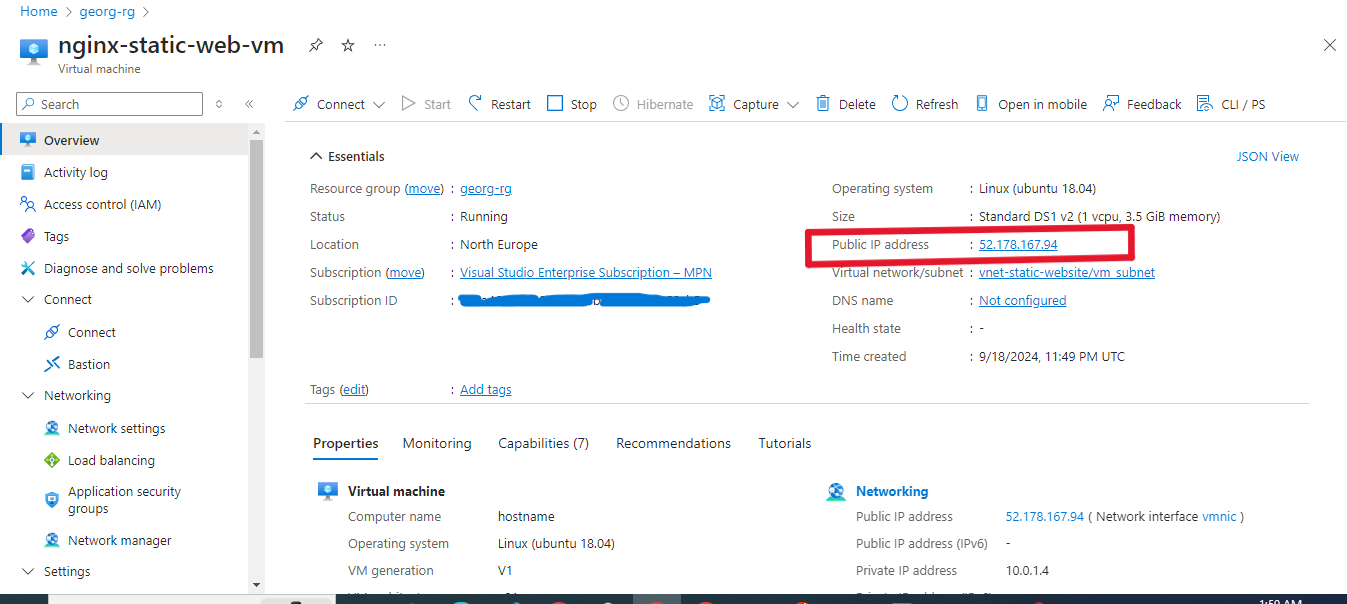 Home > georg-rg >
nginx-static-web-vm ...
Virtual machine
Search
Connect Start Restart Stop Hibernate Capture Delete Refresh Open in mobile Feedback CLI / PS
Overview
Activity log
Access control (IAM)
Tags
Diagnose and solve problems
Connect
Connect
Bastion
Networking
Network settings
Load balancing
Application security
groups
Network manager
Settings
Essentials
JSON View
Resource group (move) : georg-rg
Status : Running
Location : North Europe
Subscription (move) : Visual Studio Enterprise Subscription – MPN
Subscription ID :
Operating system : Linux (ubuntu 18.04)
Size : Standard DS1 v2 (1 vcpu, 3.5 GiB memory)
Public IP address : 52.178.167.94
Virtual network/subnet : vnet-static-website/vm_subnet
DNS name : Not configured
Health state : -
Time created : 9/18/2024, 11:49 PM UTC
Tags (edit) : Add tags
Properties Monitoring Capabilities (7) Recommendations Tutorials
Virtual machine
Computer name hostname
Operating system Linux (ubuntu 18.04)
VM generation V1
Networking
Public IP address 52.178.167.94 ( Network interface vmnic )
Public IP address (IPv6) -
Private IP address 10.0.1.4